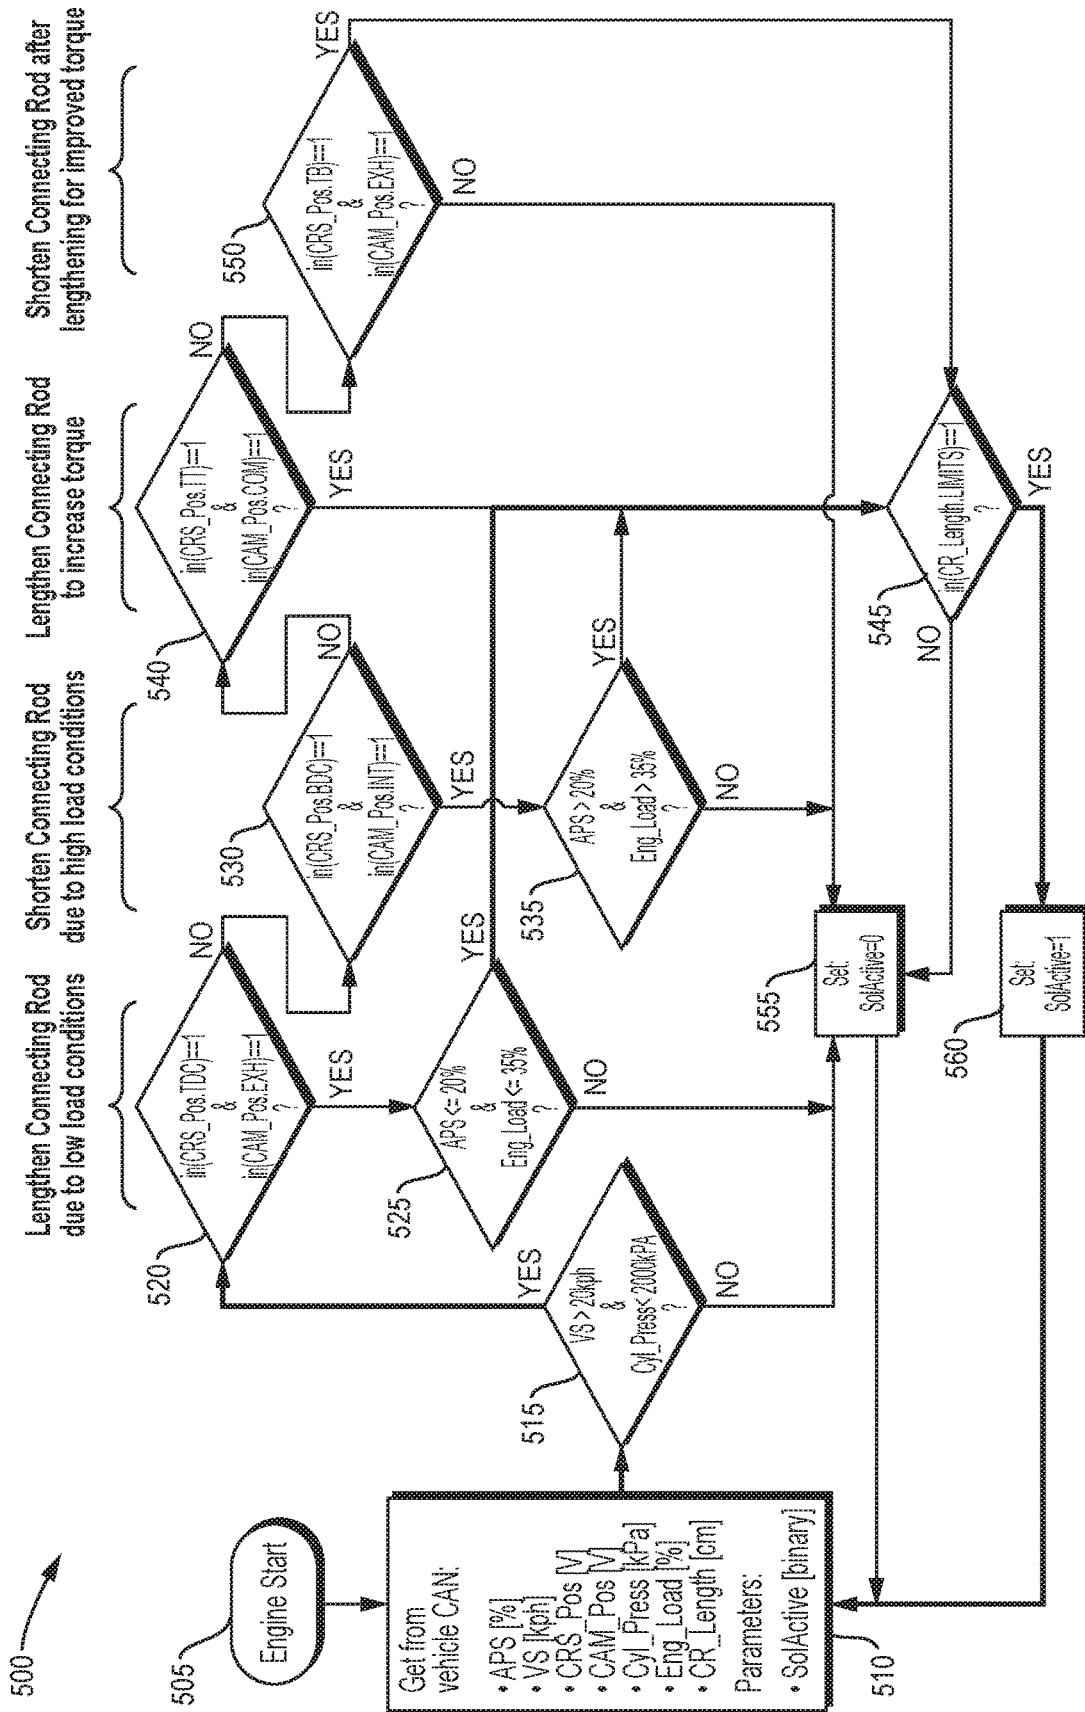 500
505
Engine Start
Get from
vehicle CAN:
• APS [%]
• VS [kph]
• CRS_Pos [V]
• CAM_Pos [V]
• Cyl_Press [kPa]
• Eng_Load [%]
• CR_Length [cm]
Parameters:
• SolActive [binary]
510
515
VS > 20kph
&
Cyl_Press< 2000kPA
?
YES
NO
Lengthen Connecting Rod
due to low load conditions
520
in(CRS_Pos.TDC)==1
&
in(CAM_Pos.EXH)==1
?
NO
YES
525
APS <= 20%
&
Eng_Load <= 35%
?
YES
NO
Shorten Connecting Rod
due to high load conditions
530
in(CRS_Pos.BDC)==1
&
in(CAM_Pos.INT)==1
?
NO
YES
535
APS > 20%
&
Eng_Load > 35%
?
YES
NO
Lengthen Connecting Rod
to increase torque
540
in(CRS_Pos.TT)==1
&
in(CAM_Pos.COM)==1
?
NO
YES
Shorten Connecting Rod after
lengthening for improved torque
550
in(CRS_Pos.TB)==1
&
in(CAM_Pos.EXH)==1
?
YES
NO
545
in(CR_Length.LIMITS)==1
?
NO
YES
555
Set:
SolActive=0
560
Set:
SolActive=1